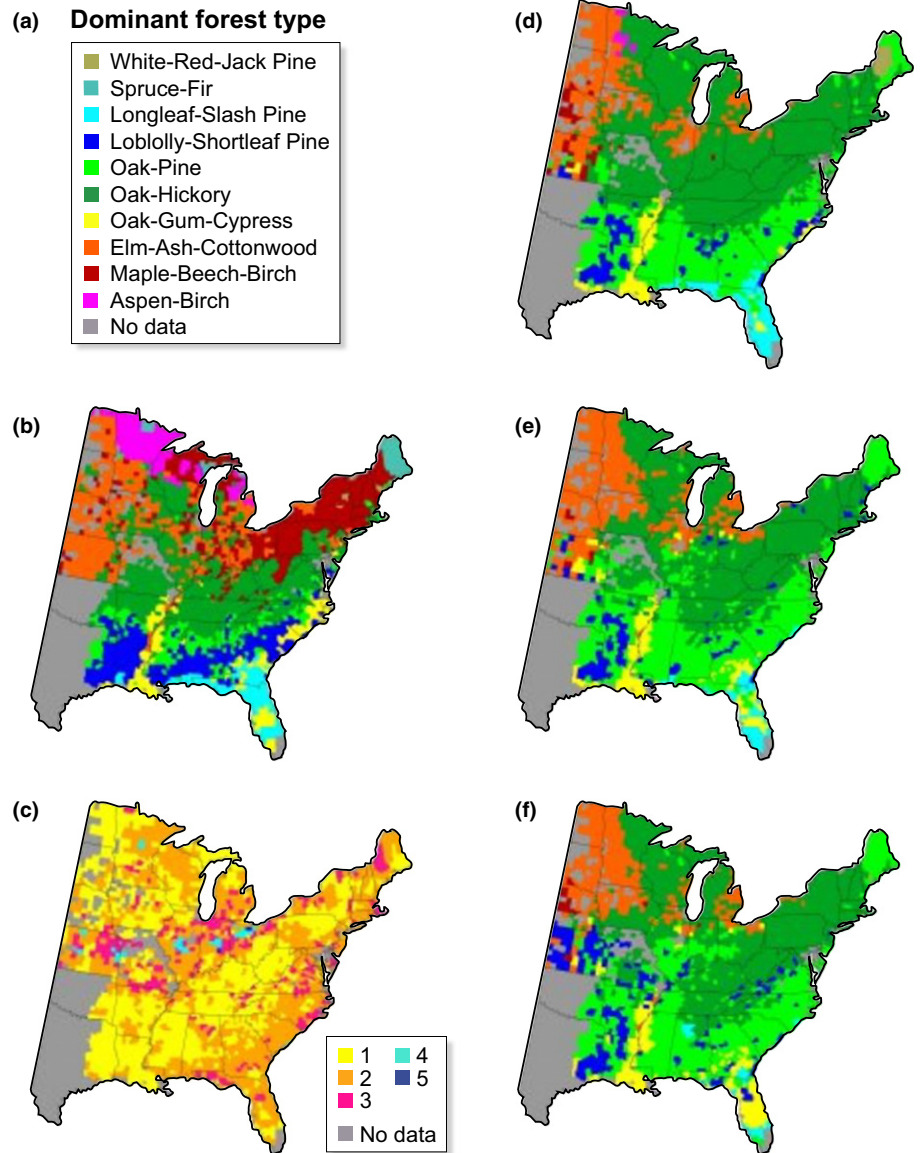 (a) Dominant forest type
White-Red-Jack Pine
Spruce-Fir
Longleaf-Slash Pine
Loblolly-Shortleaf Pine
Oak-Pine
Oak-Hickory
Oak-Gum-Cypress
Elm-Ash-Cottonwood
Maple-Beech-Birch
Aspen-Birch
No data
(d)
(b)
(e)
(c)
1 4
2 5
3
No data
(f)